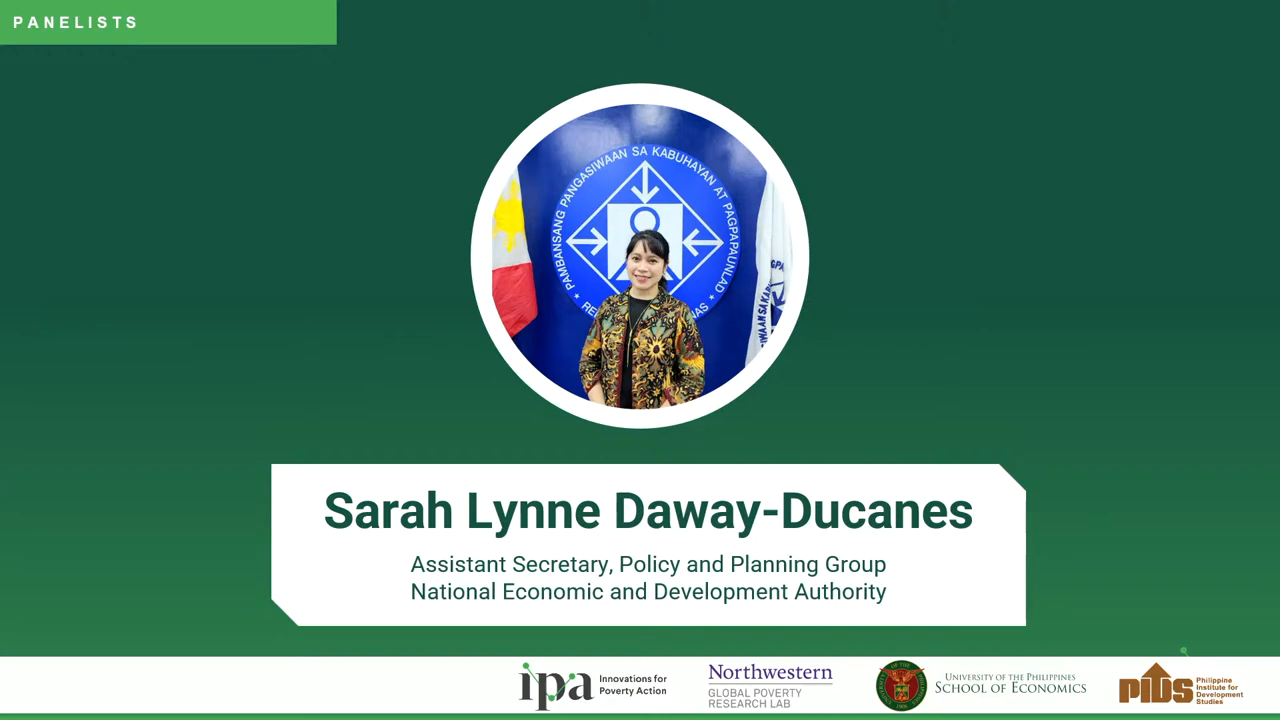 PANELISTS
PAMBANSANG PANGASIWAAN SA KABUHAYAN AT PAGPAPAUNLAD
Sarah Lynne Daway-Ducanes
Assistant Secretary, Policy and Planning Group
National Economic and Development Authority
ipa
Innovations for
Poverty Action
Northwestern
GLOBAL POVERTY
RESEARCH LAB
UNIVERSITY OF THE PHILIPPINES
SCHOOL OF ECONOMICS
PIDS
Philippine
Institute for
Development
Studies